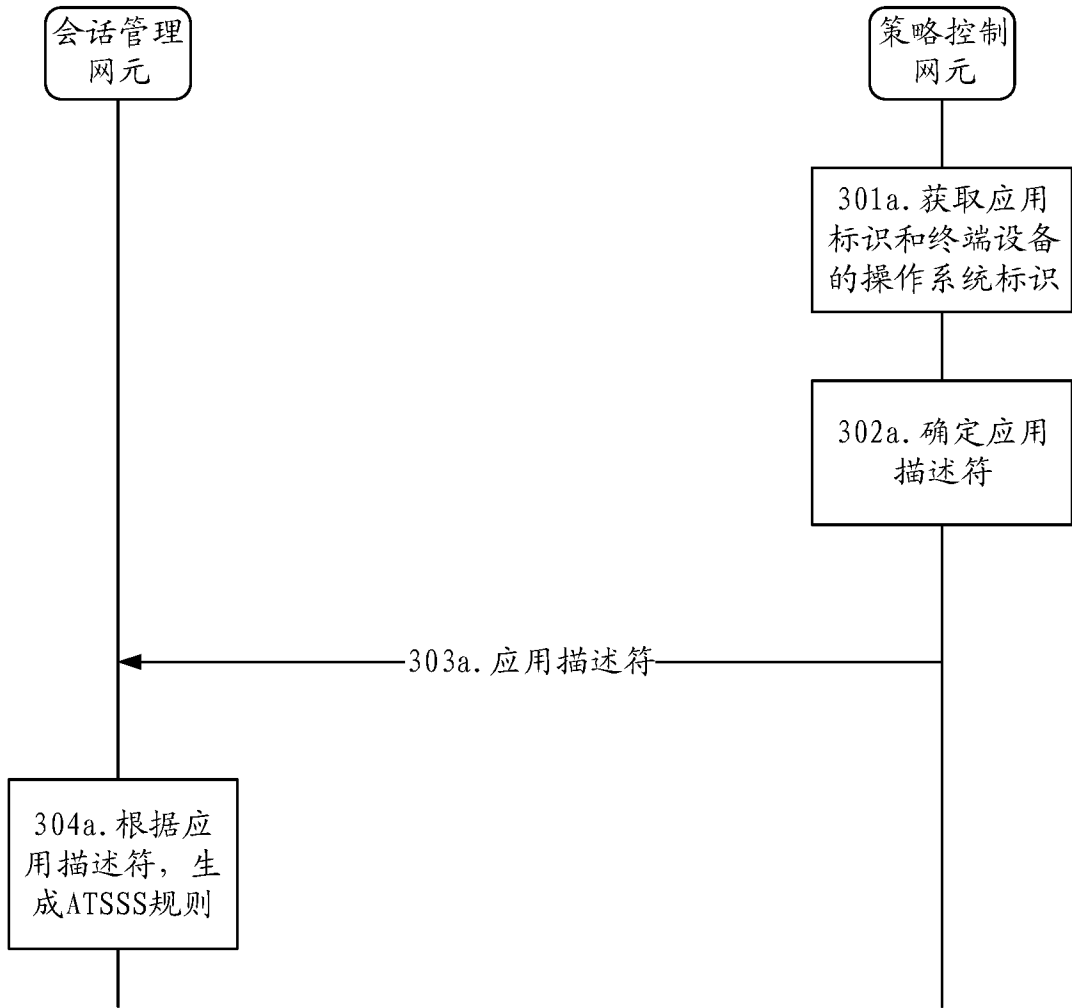 会话管理
网元
策略控制
网元
301a.获取应用
标识和终端设备
的操作系统标识
302a.确定应用
描述符
303a.应用描述符
304a.根据应
用描述符，生
成ATSSS规则